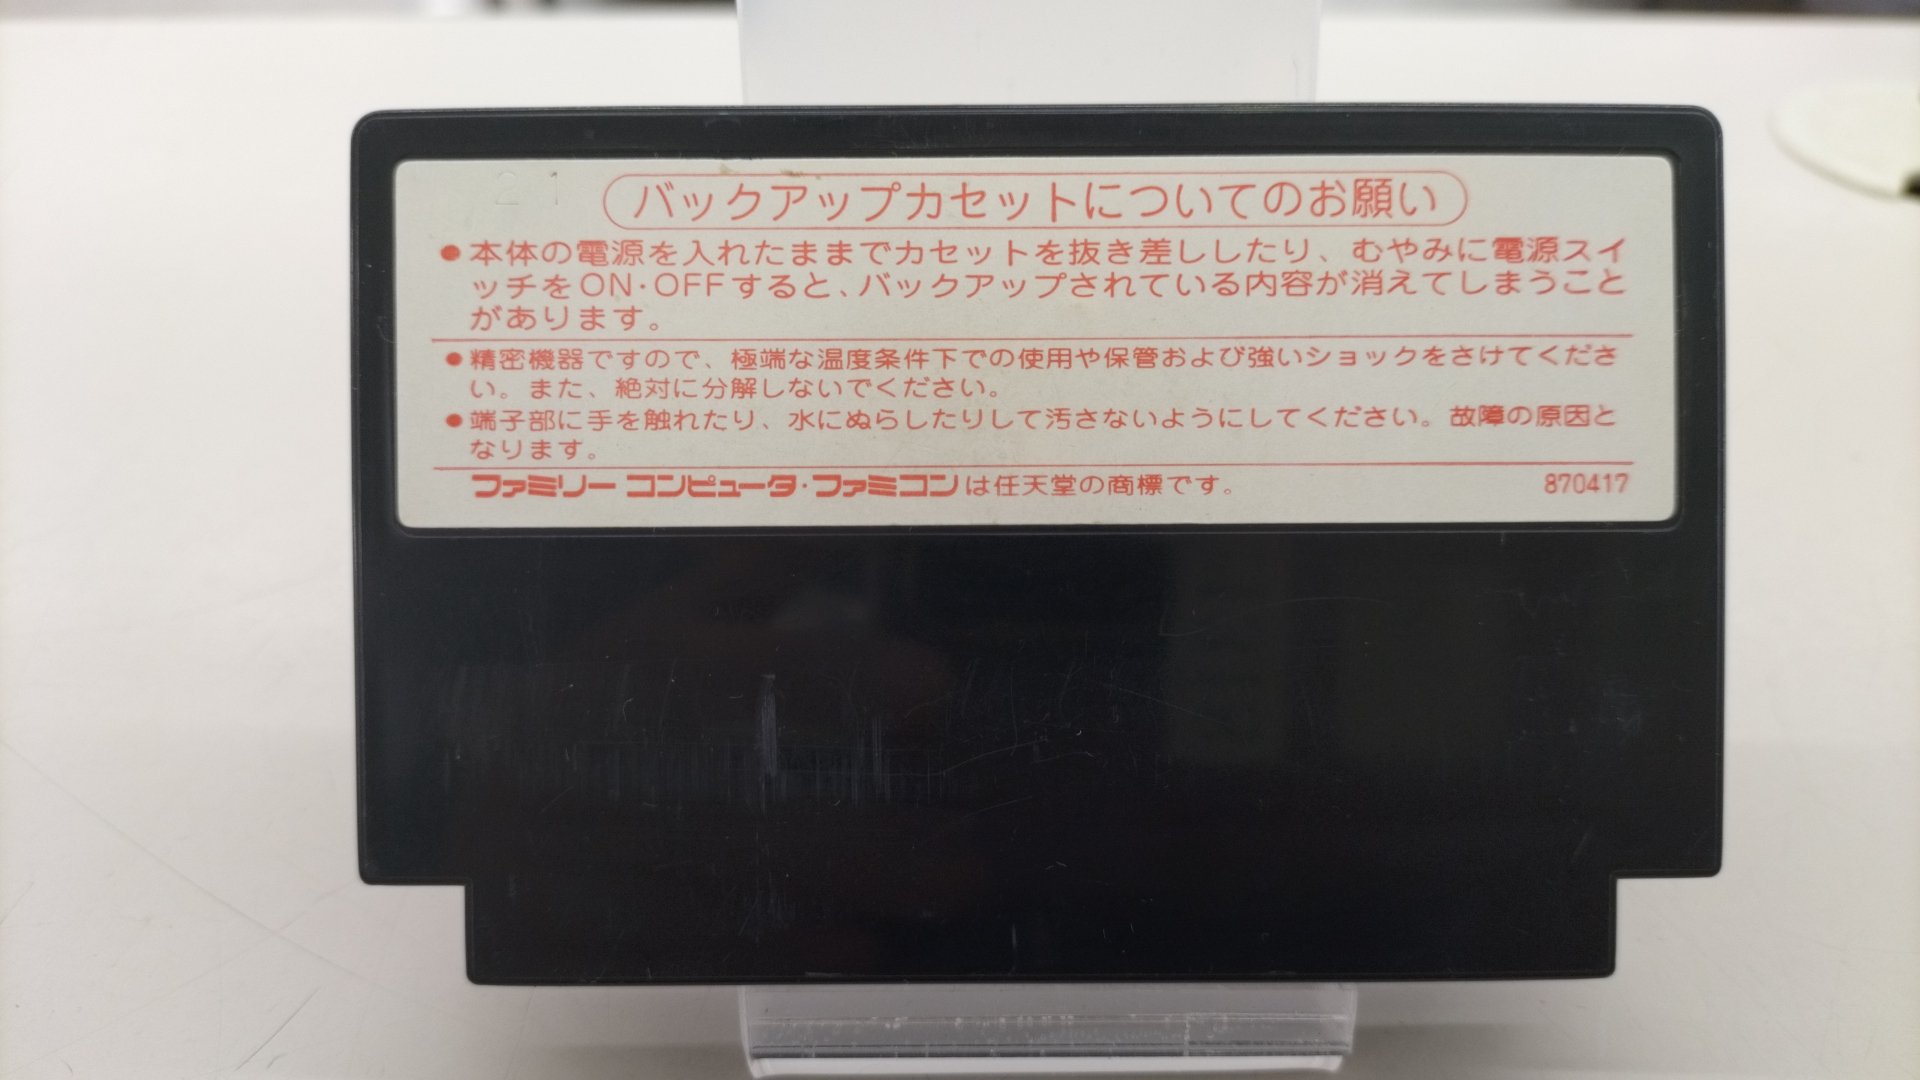 21
バックアップカセットについてのお願い
●本体の電源を入れたままでカセットを抜き差ししたり、むやみに電源スイ
ッチをON・OFFすると、バックアップされている内容が消えてしまうこと
があります。
●精密機器ですので、極端な温度条件下での使用や保管および強いショックをさけてくださ
い。また、絶対に分解しないでください。
●端子部に手を触れたり、水にぬらしたりして汚さないようにしてください。故障の原因と
なります。
ファミリーコンピュータ・ファミコンは任天堂の商標です。 870417